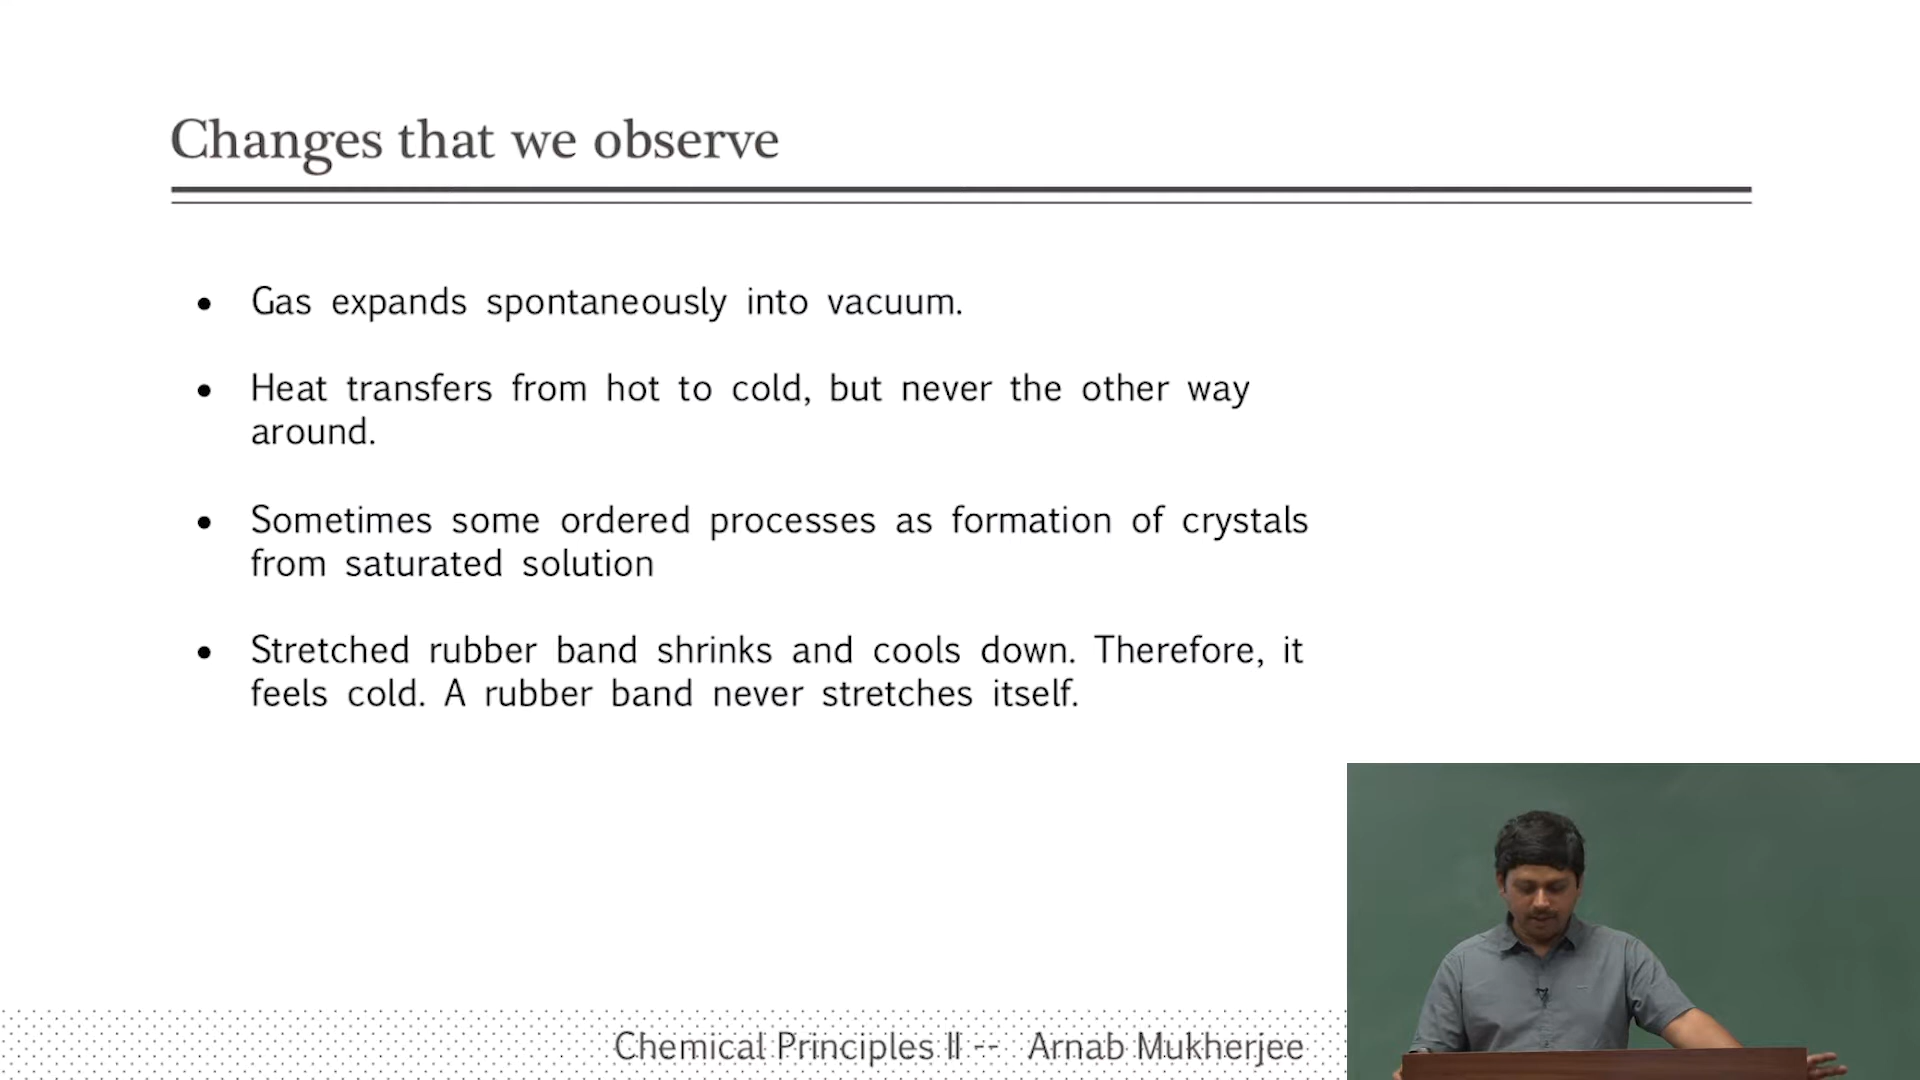 Changes that we observe
• Gas expands spontaneously into vacuum.
• Heat transfers from hot to cold, but never the other way
around.
• Sometimes some ordered processes as formation of crystals
from saturated solution
• Stretched rubber band shrinks and cools down. Therefore, it
feels cold. A rubber band never stretches itself.
Chemical Principles II -- Arnab Mukherjee